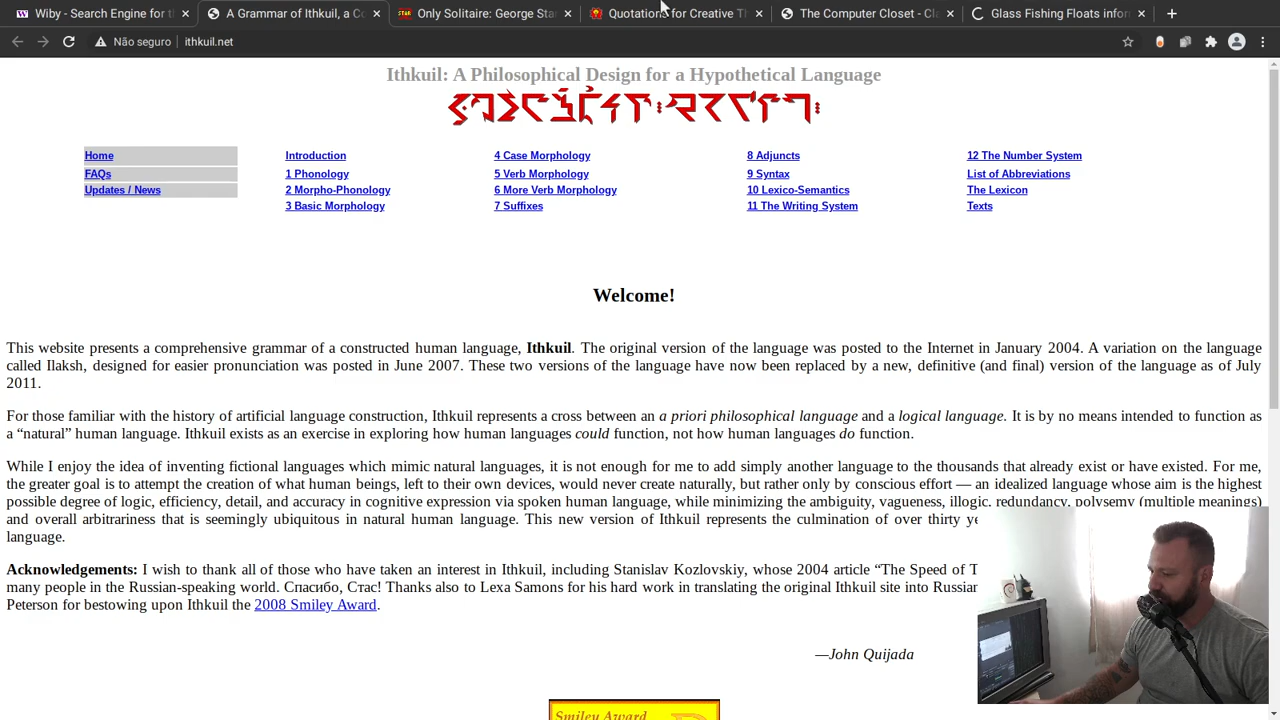 Wiby - Search Engine for t
A Grammar of Ithkuil, a Co
Only Solitaire: George Sta
Quotations for Creative Th
The Computer Closet - Cl
Glass Fishing Floats infor
Não seguro | ithkuil.net
Ithkuil: A Philosophical Design for a Hypothetical Language
Home Introduction 4 Case Morphology 8 Adjuncts 12 The Number System
FAQs 1 Phonology 5 Verb Morphology 9 Syntax List of Abbreviations
Updates / News 2 Morpho-Phonology 6 More Verb Morphology 10 Lexico-Semantics The Lexicon
3 Basic Morphology 7 Suffixes 11 The Writing System Texts
Welcome!
This website presents a comprehensive grammar of a constructed human language, Ithkuil. The original version of the language was posted to the Internet in January 2004. A variation on the language
called Ilaksh, designed for easier pronunciation was posted in June 2007. These two versions of the language have now been replaced by a new, definitive (and final) version of the language as of July
2011.
For those familiar with the history of artificial language construction, Ithkuil represents a cross between an a priori philosophical language and a logical language. It is by no means intended to function as
a “natural” human language. Ithkuil exists as an exercise in exploring how human languages could function, not how human languages do function.
While I enjoy the idea of inventing fictional languages which mimic natural languages, it is not enough for me to add simply another language to the thousands that already exist or have existed. For me,
the greater goal is to attempt the creation of what human beings, left to their own devices, would never create naturally, but rather only by conscious effort — an idealized language whose aim is the highest
possible degree of logic, efficiency, detail, and accuracy in cognitive expression via spoken human language, while minimizing the ambiguity, vagueness, illogic, redundancy, polysemy (multiple meanings)
and overall arbitrariness that is seemingly ubiquitous in natural human language. This new version of Ithkuil represents the culmination of over thirty ye
language.
Acknowledgements: I wish to thank all of those who have taken an interest in Ithkuil, including Stanislav Kozlovskiy, whose 2004 article “The Speed of T
many people in the Russian-speaking world. Спасибо, Стас! Thanks also to Lexa Samons for his hard work in translating the original Ithkuil site into Russian
Peterson for bestowing upon Ithkuil the 2008 Smiley Award.
—John Quijada
Smiley Award